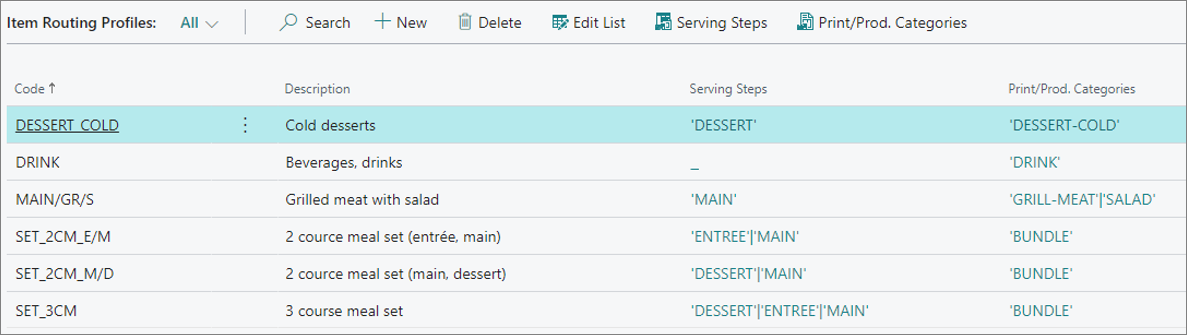 Item Routing Profiles: All Search New Delete Edit List Serving Steps Print/Prod. Categories
Code ↑ Description Serving Steps Print/Prod. Categories
DESSERT_COLD Cold desserts 'DESSERT' 'DESSERT-COLD'
DRINK Beverages, drinks _ 'DRINK'
MAIN/GR/S Grilled meat with salad 'MAIN' 'GRILL-MEAT'|'SALAD'
SET_2CM_E/M 2 cource meal set (entrée, main) 'ENTREE'|'MAIN' 'BUNDLE'
SET_2CM_M/D 2 cource meal set (main, dessert) 'DESSERT'|'MAIN' 'BUNDLE'
SET_3CM 3 course meal set 'DESSERT'|'ENTREE'|'MAIN' 'BUNDLE'